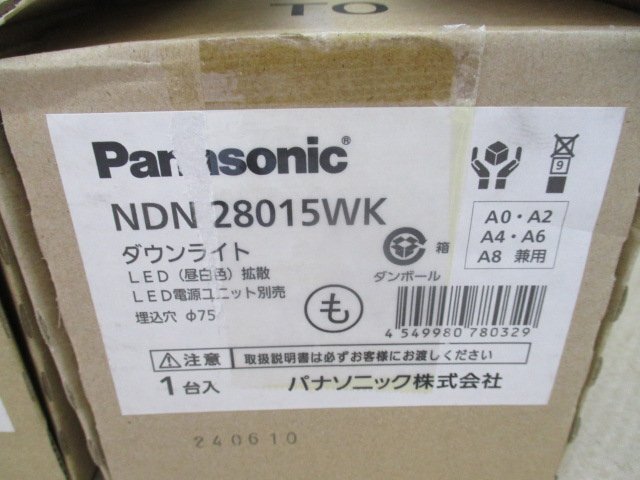 TO
Panasonic®
NDN 28015WK
ダウンライト
LED（昼白色）拡散
LED電源ユニット別売
埋込穴 φ75
も
箱
ダンボール
9
A0・A2
A4・A6
A8 兼用
4 549980 780329
注意 取扱説明書は必ずお客様にお渡しください
1台入 パナソニック株式会社
240610